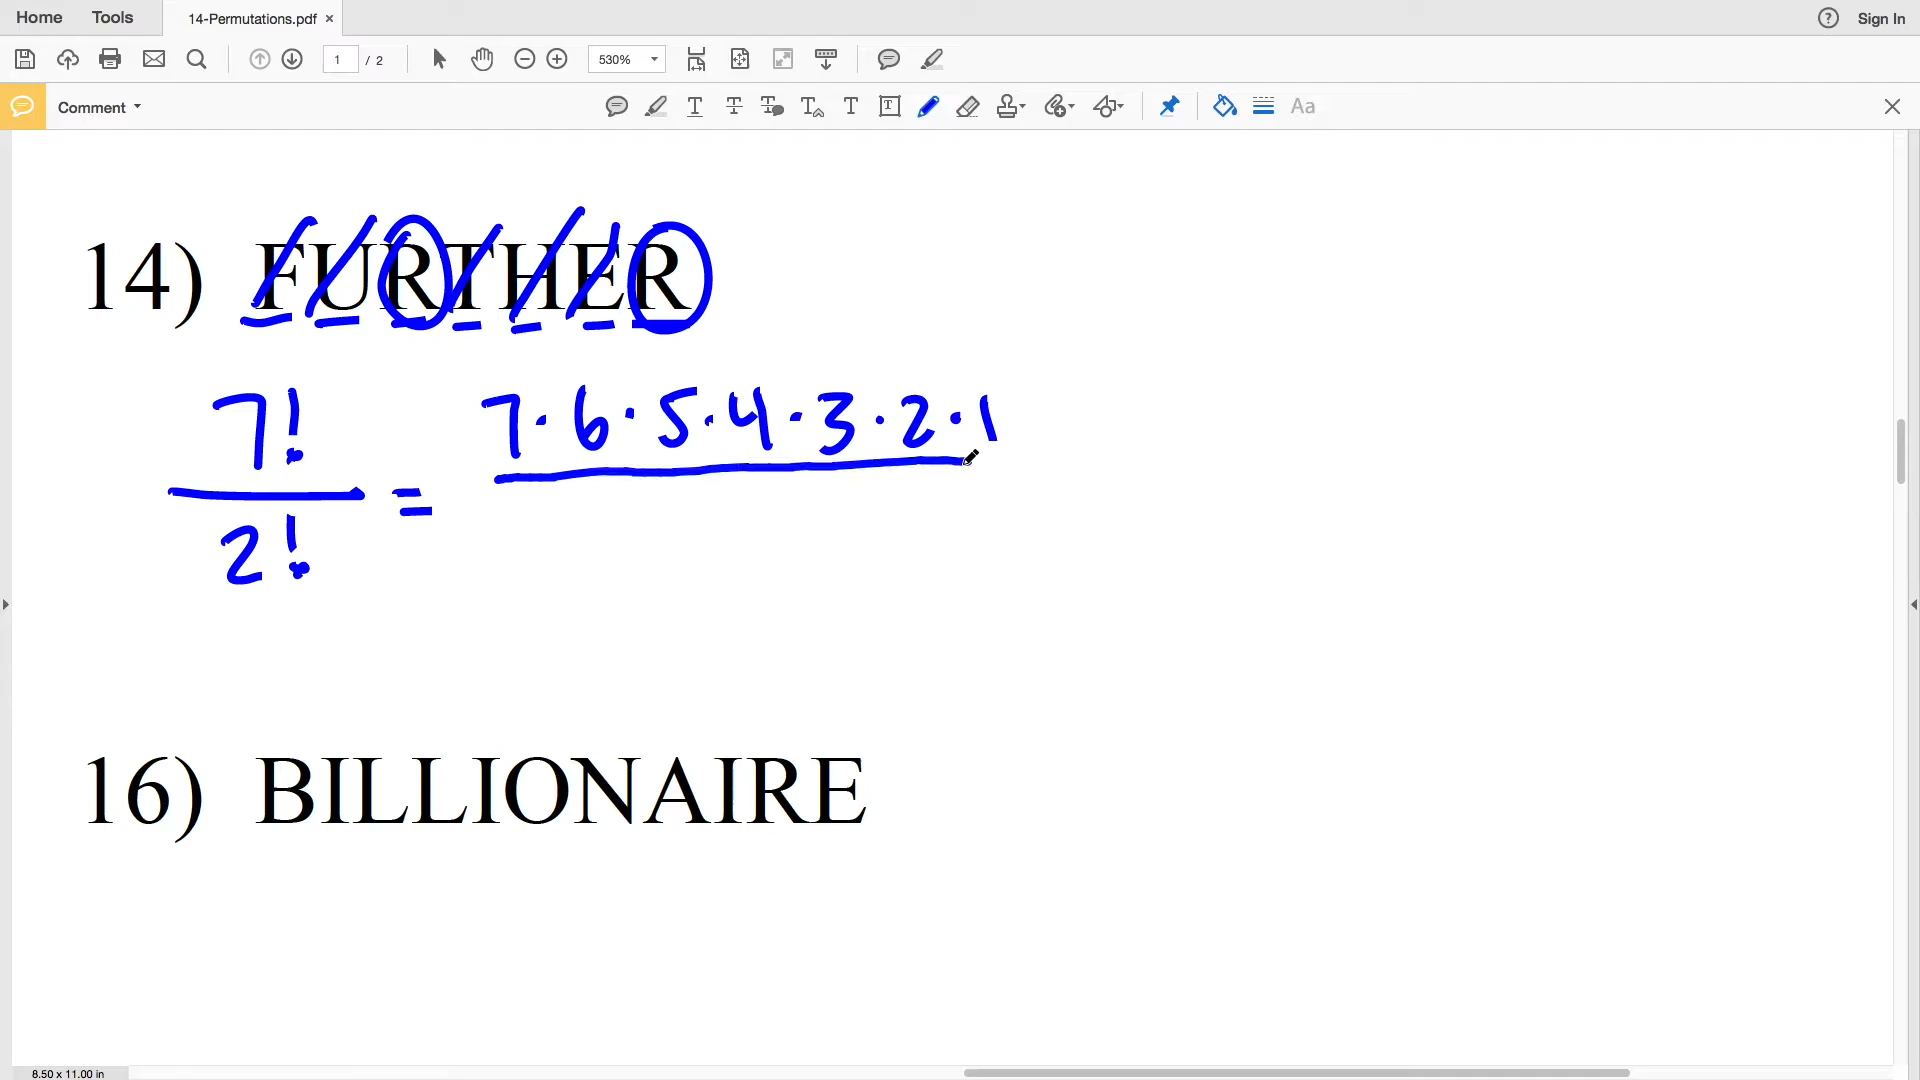 Home Tools 14-Permutations.pdf × ? Sign In
1 / 2 530%
Comment T T T T T T Aa
14) FURTHER
7! / 2! = 7·6·5·4·3·2·1
16) BILLIONAIRE
8.50 x 11.00 in